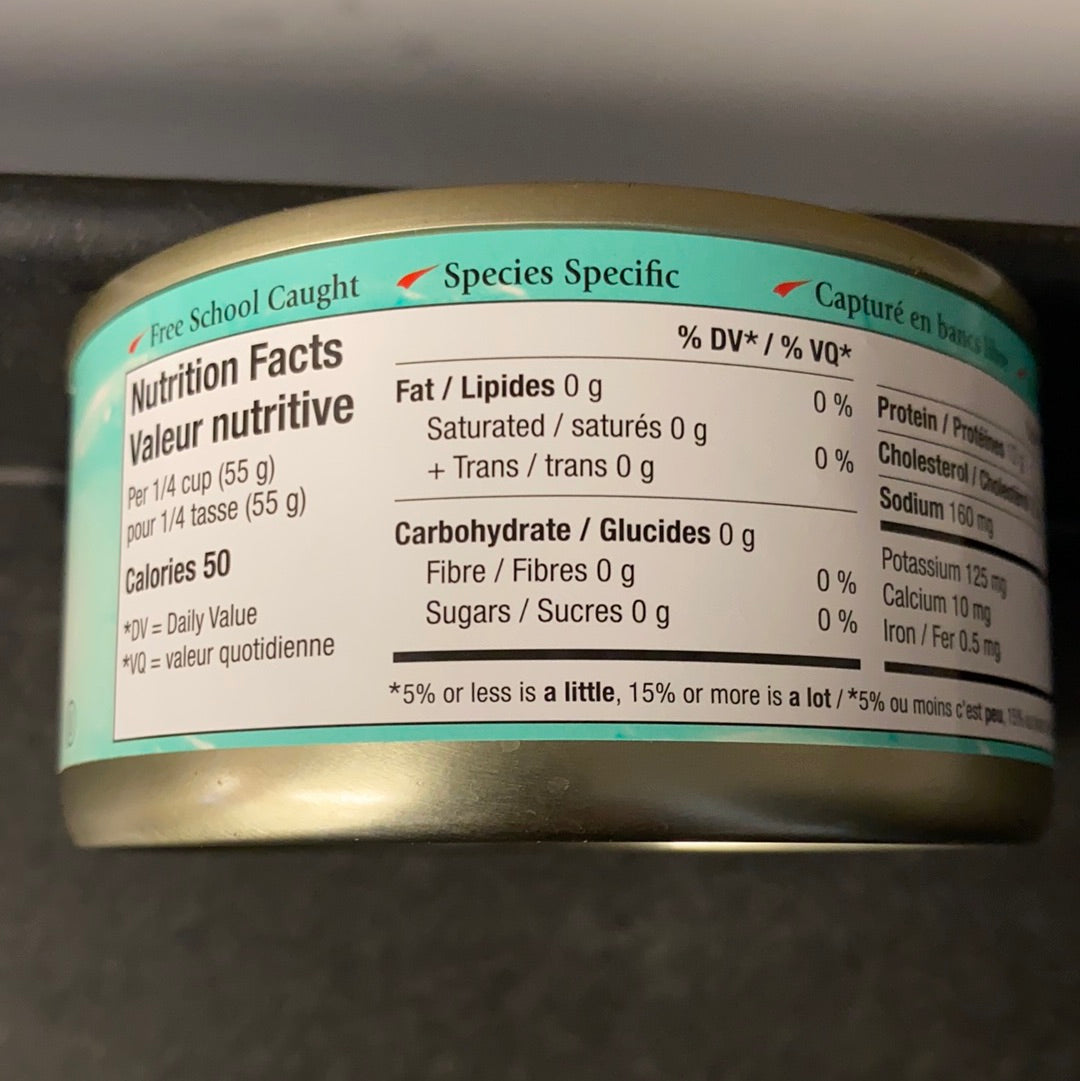 Free School Caught Species Specific Capturé en bancs
Nutrition Facts
Valeur nutritive
Per 1/4 cup (55 g)
pour 1/4 tasse (55 g)
Calories 50
*DV = Daily Value
*VQ = valeur quotidienne
% DV* / % VQ*
Fat / Lipides 0 g 0 %
Saturated / saturés 0 g
+ Trans / trans 0 g 0 %
Carbohydrate / Glucides 0 g
Fibre / Fibres 0 g 0 %
Sugars / Sucres 0 g 0 %
Protein / Protéines
Cholesterol /
Sodium 160 mg
Potassium 125 mg
Calcium 10 mg
Iron / Fer 0.5 mg
*5% or less is a little, 15% or more is a lot / *5% ou moins c'est peu, 15%